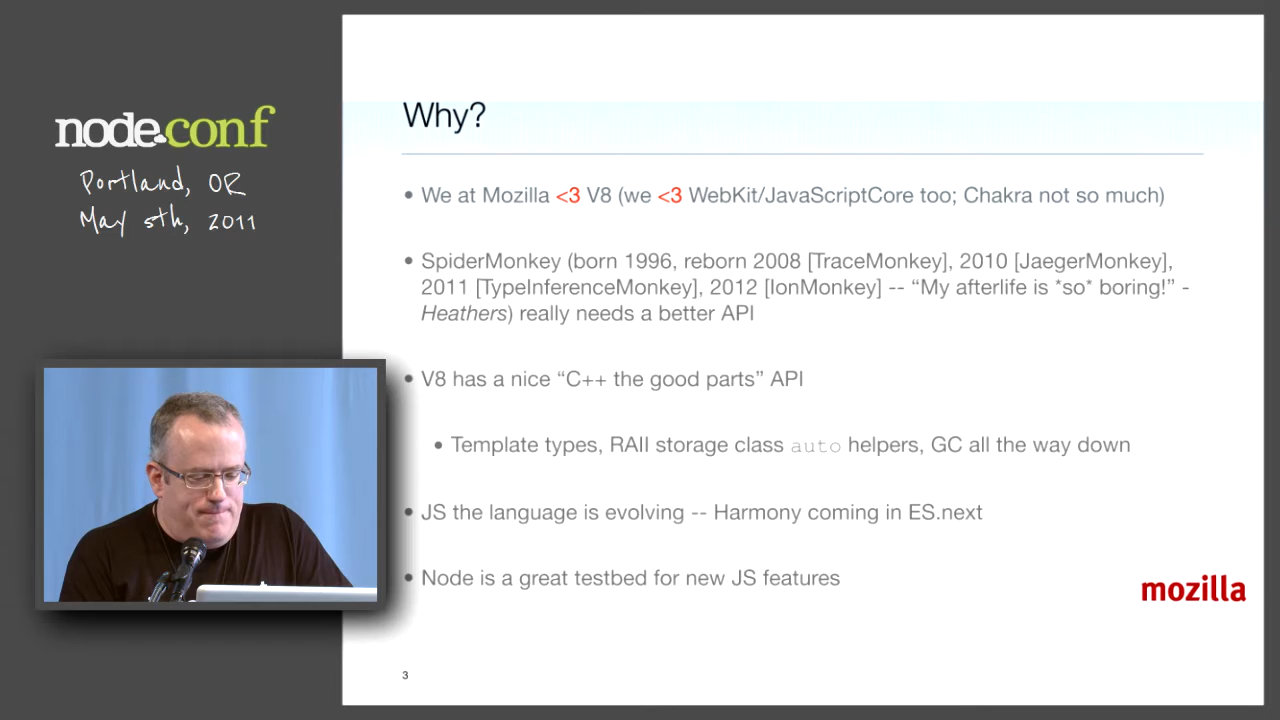 node.conf
Portland, OR
May 5th, 2011
Why?
• We at Mozilla <3 V8 (we <3 WebKit/JavaScriptCore too; Chakra not so much)
• SpiderMonkey (born 1996, reborn 2008 [TraceMonkey], 2010 [JaegerMonkey],
2011 [TypeInferenceMonkey], 2012 [IonMonkey] -- “My afterlife is *so* boring!” -
Heathers) really needs a better API
• V8 has a nice “C++ the good parts” API
• Template types, RAII storage class auto helpers, GC all the way down
• JS the language is evolving -- Harmony coming in ES.next
• Node is a great testbed for new JS features
mozilla
3